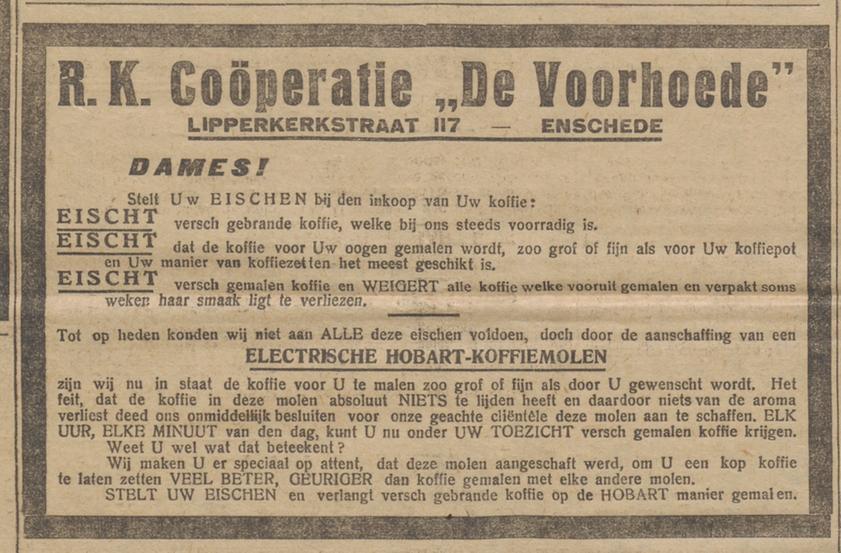 R. K. Coöperatie „De Voorhoede”
LIPPERKERKSTRAAT 117 — ENSCHEDE
DAMES!
Stelt Uw EISCHEN bij den inkoop van Uw koffie:
EISCHT versch gebrande koffie, welke bij ons steeds voorradig is.
EISCHT dat de koffie voor Uw oogen gemalen wordt, zoo grof of fijn als voor Uw koffiepot
en Uw manier van koffiezetten het meest geschikt is.
EISCHT versch gemalen koffie en WEIGERT alle koffie welke vooruit gemalen en verpakt soms
weken haar smaak ligt te verliezen.
Tot op heden konden wij niet aan ALLE deze eischen voldoen, doch door de aanschaffing van een
ELECTRISCHE HOBART-KOFFIEMOLEN
zijn wij nu in staat de koffie voor U te malen zoo grof of fijn als door U gewenscht wordt. Het
feit, dat de koffie in deze molen absoluut NIETS te lijden heeft en daardoor niets van de aroma
verliest deed ons onmiddellijk besluiten voor onze geachte cliëntèle deze molen aan te schaffen. ELK
UUR, ELKE MINUUT van den dag, kunt U nu onder UW TOEZICHT versch gemalen koffie krijgen.
Weet U wel wat dat beteekent?
Wij maken U er speciaal op attent, dat deze molen aangeschaft werd, om U een kop koffie
te laten zetten VEEL BETER, GEURIGER dan koffie gemalen met elke andere molen.
STELT UW EISCHEN en verlangt versch gebrande koffie op de HOBART manier gemalen.